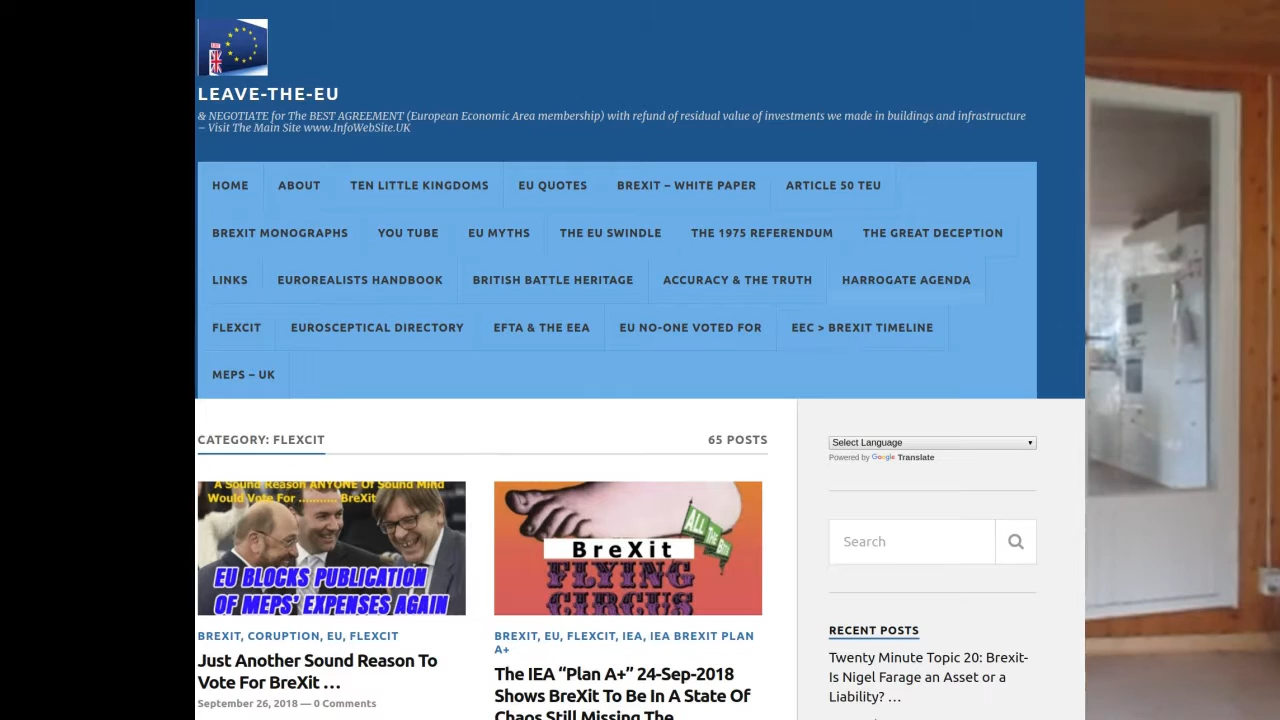 LEAVE-THE-EU
& NEGOTIATE for The BEST AGREEMENT (European Economic Area membership) with refund of residual value of investments we made in buildings and infrastructure
– Visit The Main Site www.InfoWebSite.UK
HOME ABOUT TEN LITTLE KINGDOMS EU QUOTES BREXIT – WHITE PAPER ARTICLE 50 TEU
BREXIT MONOGRAPHS YOU TUBE EU MYTHS THE EU SWINDLE THE 1975 REFERENDUM THE GREAT DECEPTION
LINKS EUROREALISTS HANDBOOK BRITISH BATTLE HERITAGE ACCURACY & THE TRUTH HARROGATE AGENDA
FLEXCIT EUROSCEPTICAL DIRECTORY EFTA & THE EEA EU NO-ONE VOTED FOR EEC > BREXIT TIMELINE
MEPS – UK
CATEGORY: FLEXCIT 65 POSTS
A Sound Reason ANYONE Of Sound Mind
Would Vote For ........... BreXit
EU BLOCKS PUBLICATION
OF MEPS' EXPENSES AGAIN
BREXIT, CORUPTION, EU, FLEXCIT
Just Another Sound Reason To
Vote For BreXit …
September 26, 2018 — 0 Comments
ALL THE
BreXit
FLYING
CIRCUS
BREXIT, EU, FLEXCIT, IEA, IEA BREXIT PLAN
A+
The IEA “Plan A+” 24-Sep-2018
Shows BreXit To Be In A State Of
Chaos Still Missing The
Select Language
Powered by Google Translate
Search
RECENT POSTS
Twenty Minute Topic 20: Brexit-
Is Nigel Farage an Asset or a
Liability? …